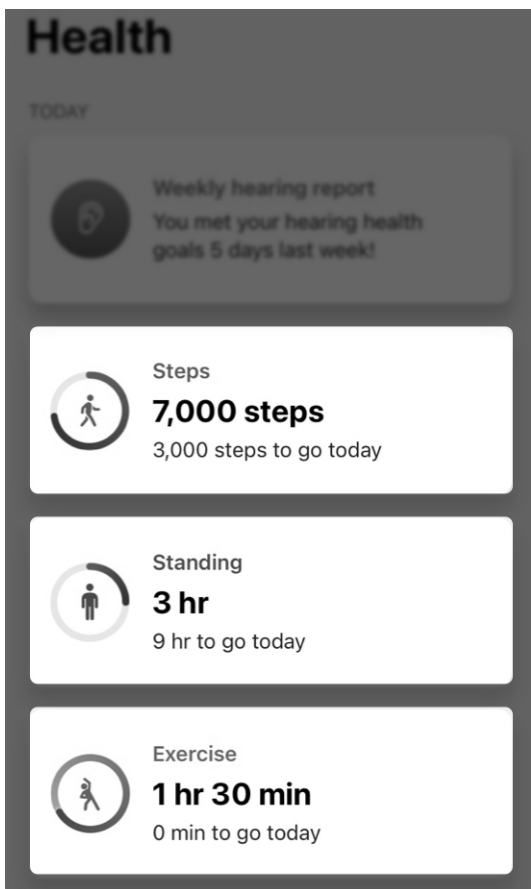 Health
TODAY
Weekly hearing report
You met your hearing health
goals 5 days last week!
Steps
7,000 steps
3,000 steps to go today
Standing
3 hr
9 hr to go today
Exercise
1 hr 30 min
0 min to go today